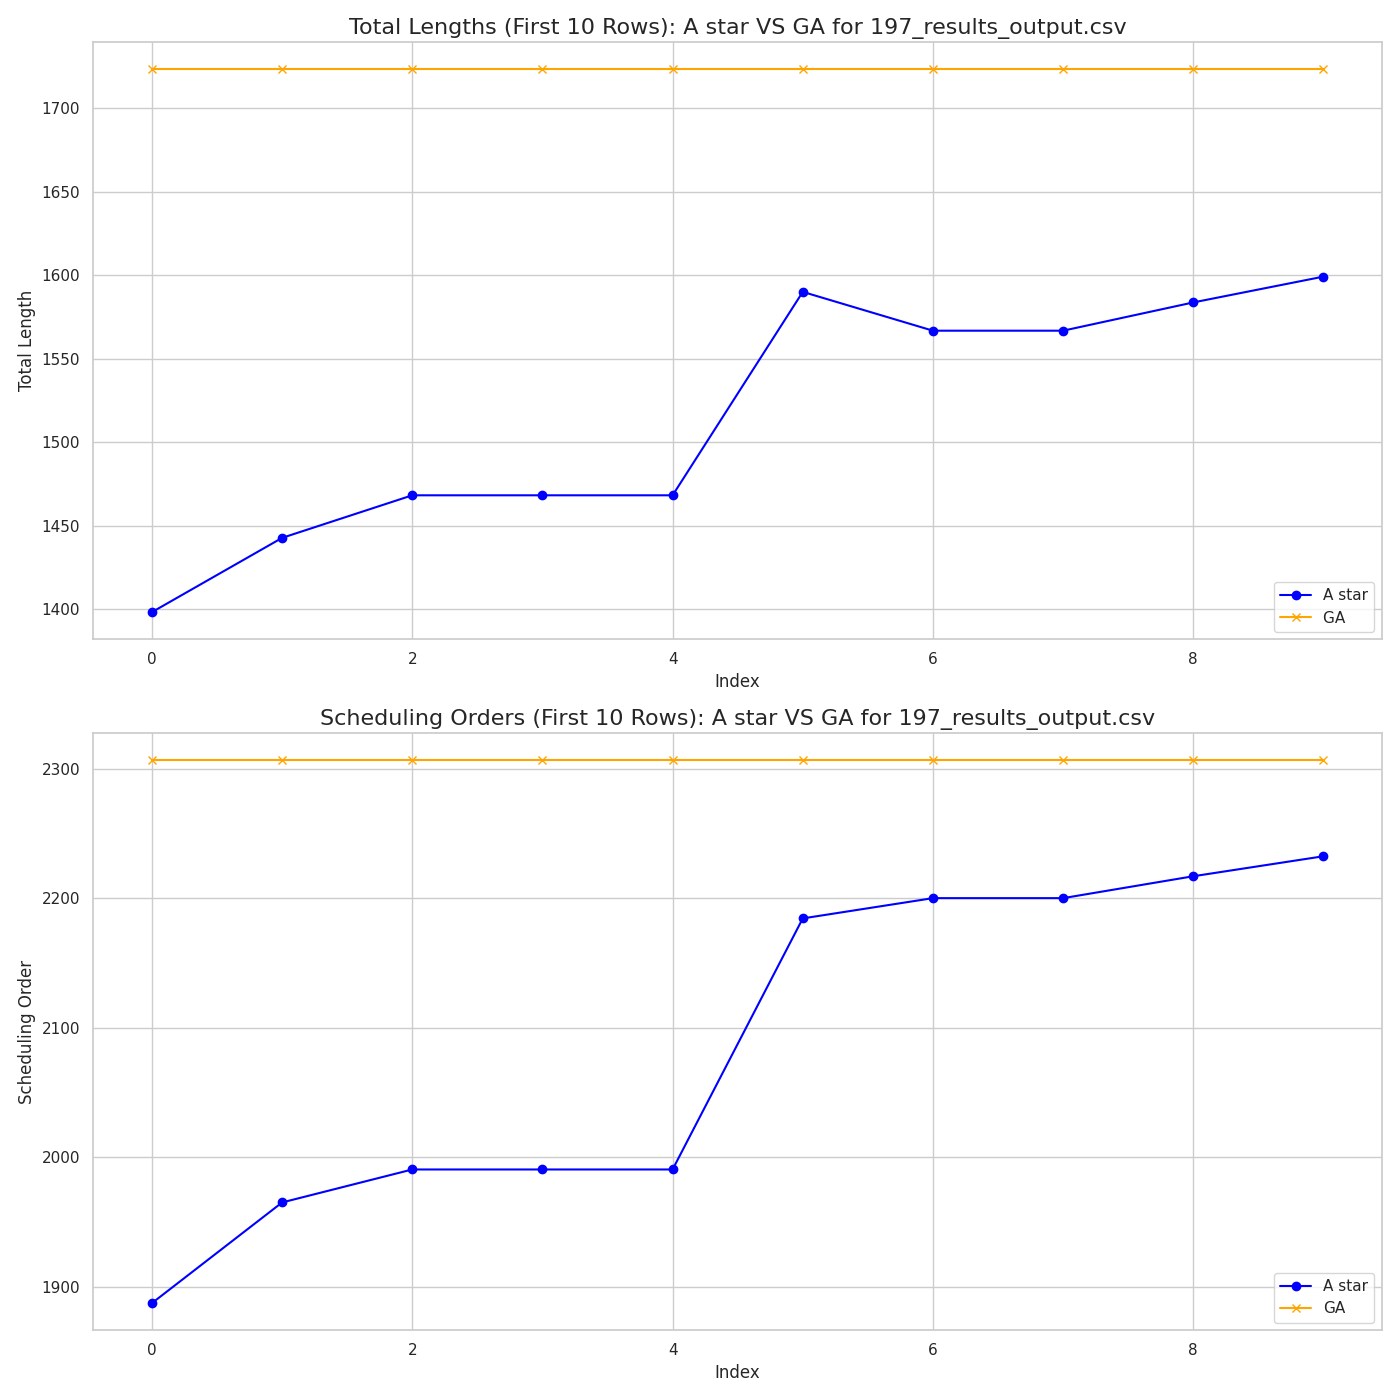 Total Lengths (First 10 Rows): A star VS GA for 197_results_output.csv
1700
1650
1600
1550
1500
1450
1400
Total Length
0 2 4 6 8
Index
A star
GA
Scheduling Orders (First 10 Rows): A star VS GA for 197_results_output.csv
2300
2200
2100
2000
1900
Scheduling Order
0 2 4 6 8
Index
A star
GA